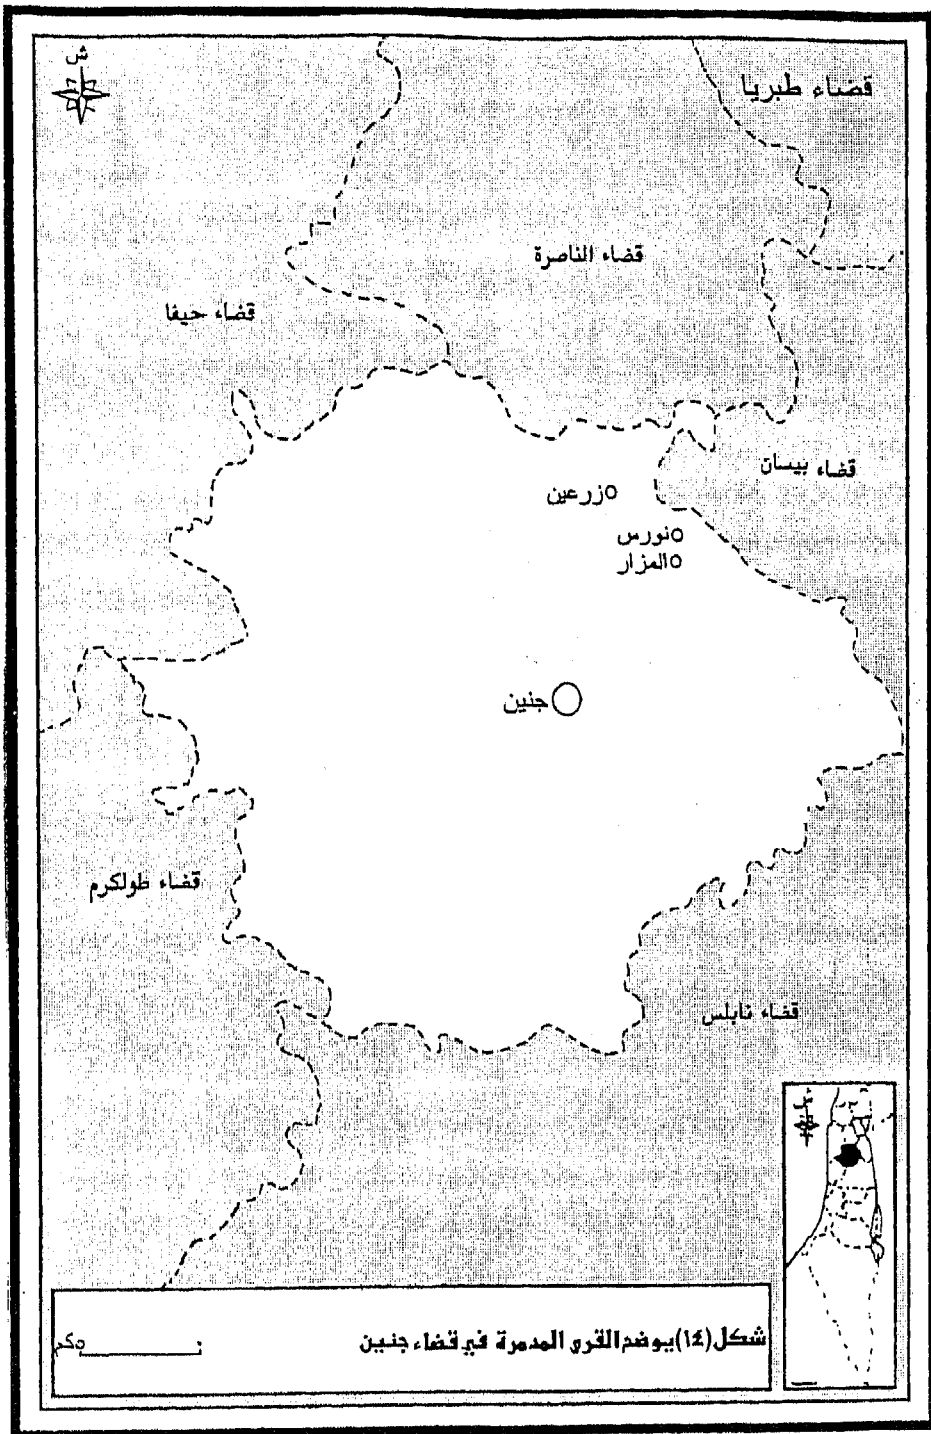 ش
قضاء طبريا
قضاء الناصرة
قضاء حيفا
قضاء بيسان
زرعين
نورس
المزار
جنين
قضاء طولكرم
قضاء نابلس
شكل (١٤) يوضح القرى المدمرة في قضاء جنين
٠ ٥كم